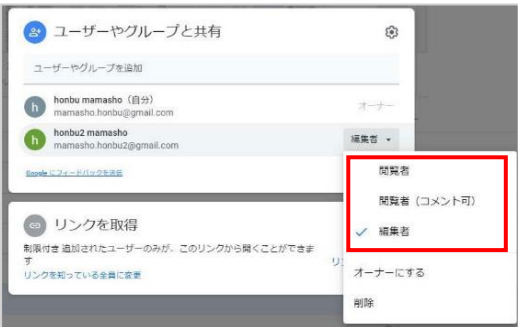 ユーザーやグループと共有
ユーザーやグループを追加
h honbu mamasho（自分）
mamasho.honbu@gmail.com
オーナー
h honbu2 mamasho
mamasho.honbu2@gmail.com
編集者
Google にフィードバックを送信
閲覧者
閲覧者（コメント可）
編集者
オーナーにする
削除
リンクを取得
制限付き 追加されたユーザーのみが、このリンクから開くことができま
す
リンクを知っている全員に変更